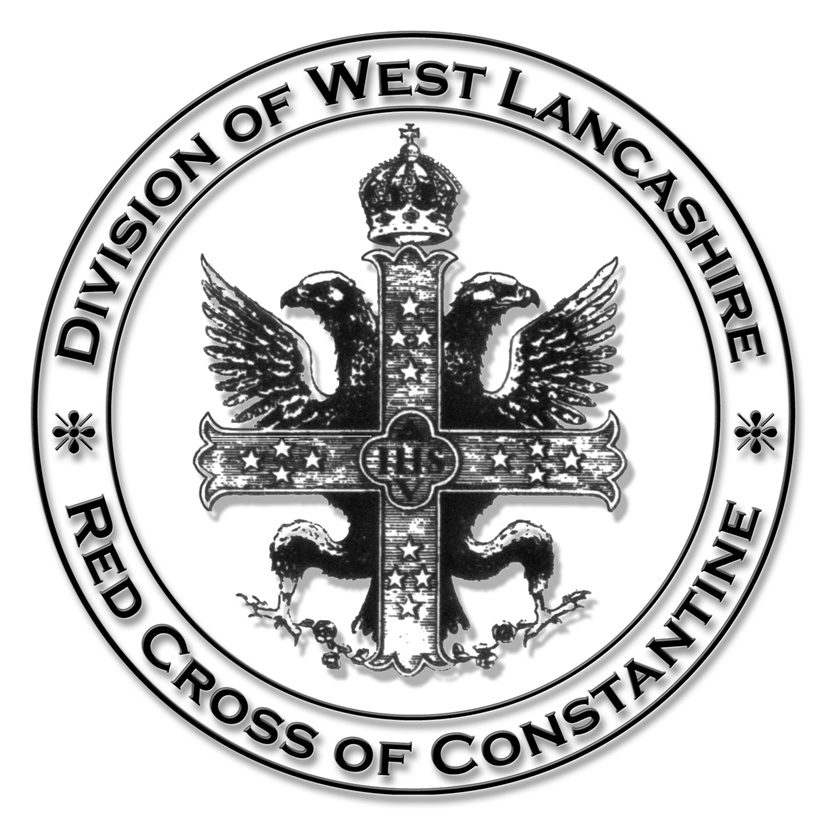 DIVISION OF WEST LANCASHIRE
IHS
V
RED CROSS OF CONSTANTINE